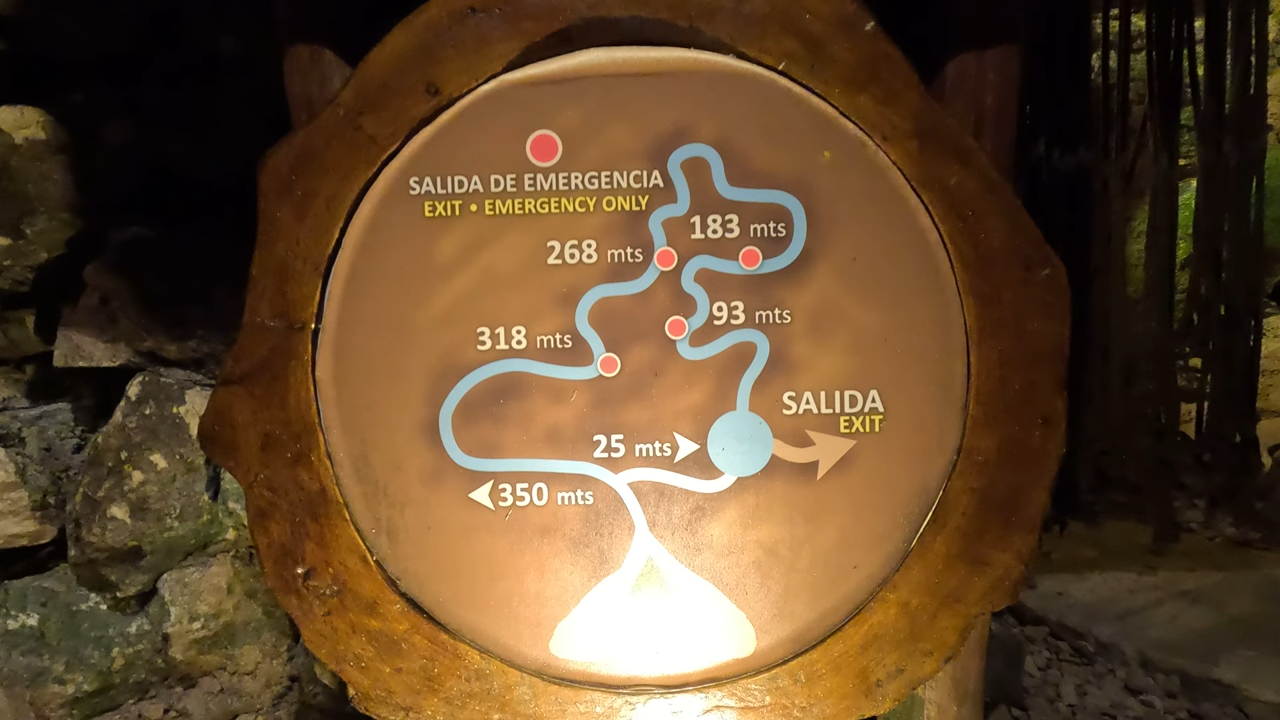 SALIDA DE EMERGENCIA
EXIT • EMERGENCY ONLY
183 mts
268 mts
93 mts
318 mts
SALIDA
EXIT
25 mts
350 mts